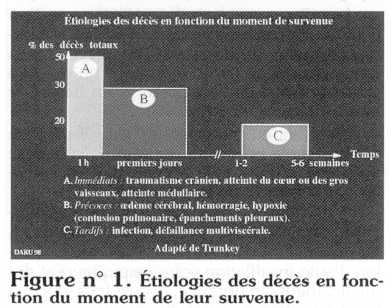 Étiologies des décès en fonction du moment de survenue
% des décès totaux
50
A
30
B
20
C
Temps
1 h premiers jours 1-2 5-6 semaines
A. Immédiats : traumatisme crânien, atteinte du cœur ou des gros
vaisseaux, atteinte médullaire.
B. Précoces : œdème cérébral, hémorragie, hypoxie
(contusion pulmonaire, épanchements pleuraux).
C. Tardifs : infection, défaillance multiviscérale.
DARU 98 Adapté de Trunkey
Figure n° 1. Étiologies des décès en fonc-
tion du moment de leur survenue.